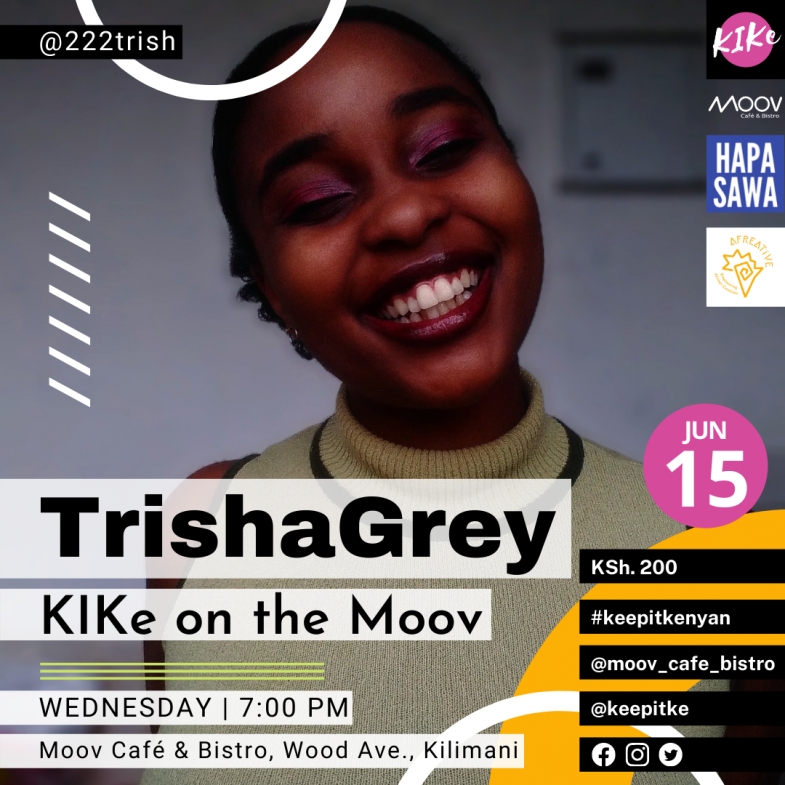 @222trish
KIKe
MOOV
Café & Bistro
HAPA
SAWA
AFREATIVE
JUN
15
TrishaGrey
KIKe on the Moov
WEDNESDAY | 7:00 PM
Moov Café & Bistro, Wood Ave., Kilimani
KSh. 200
#keepitkenyan
@moov_cafe_bistro
@keepitke